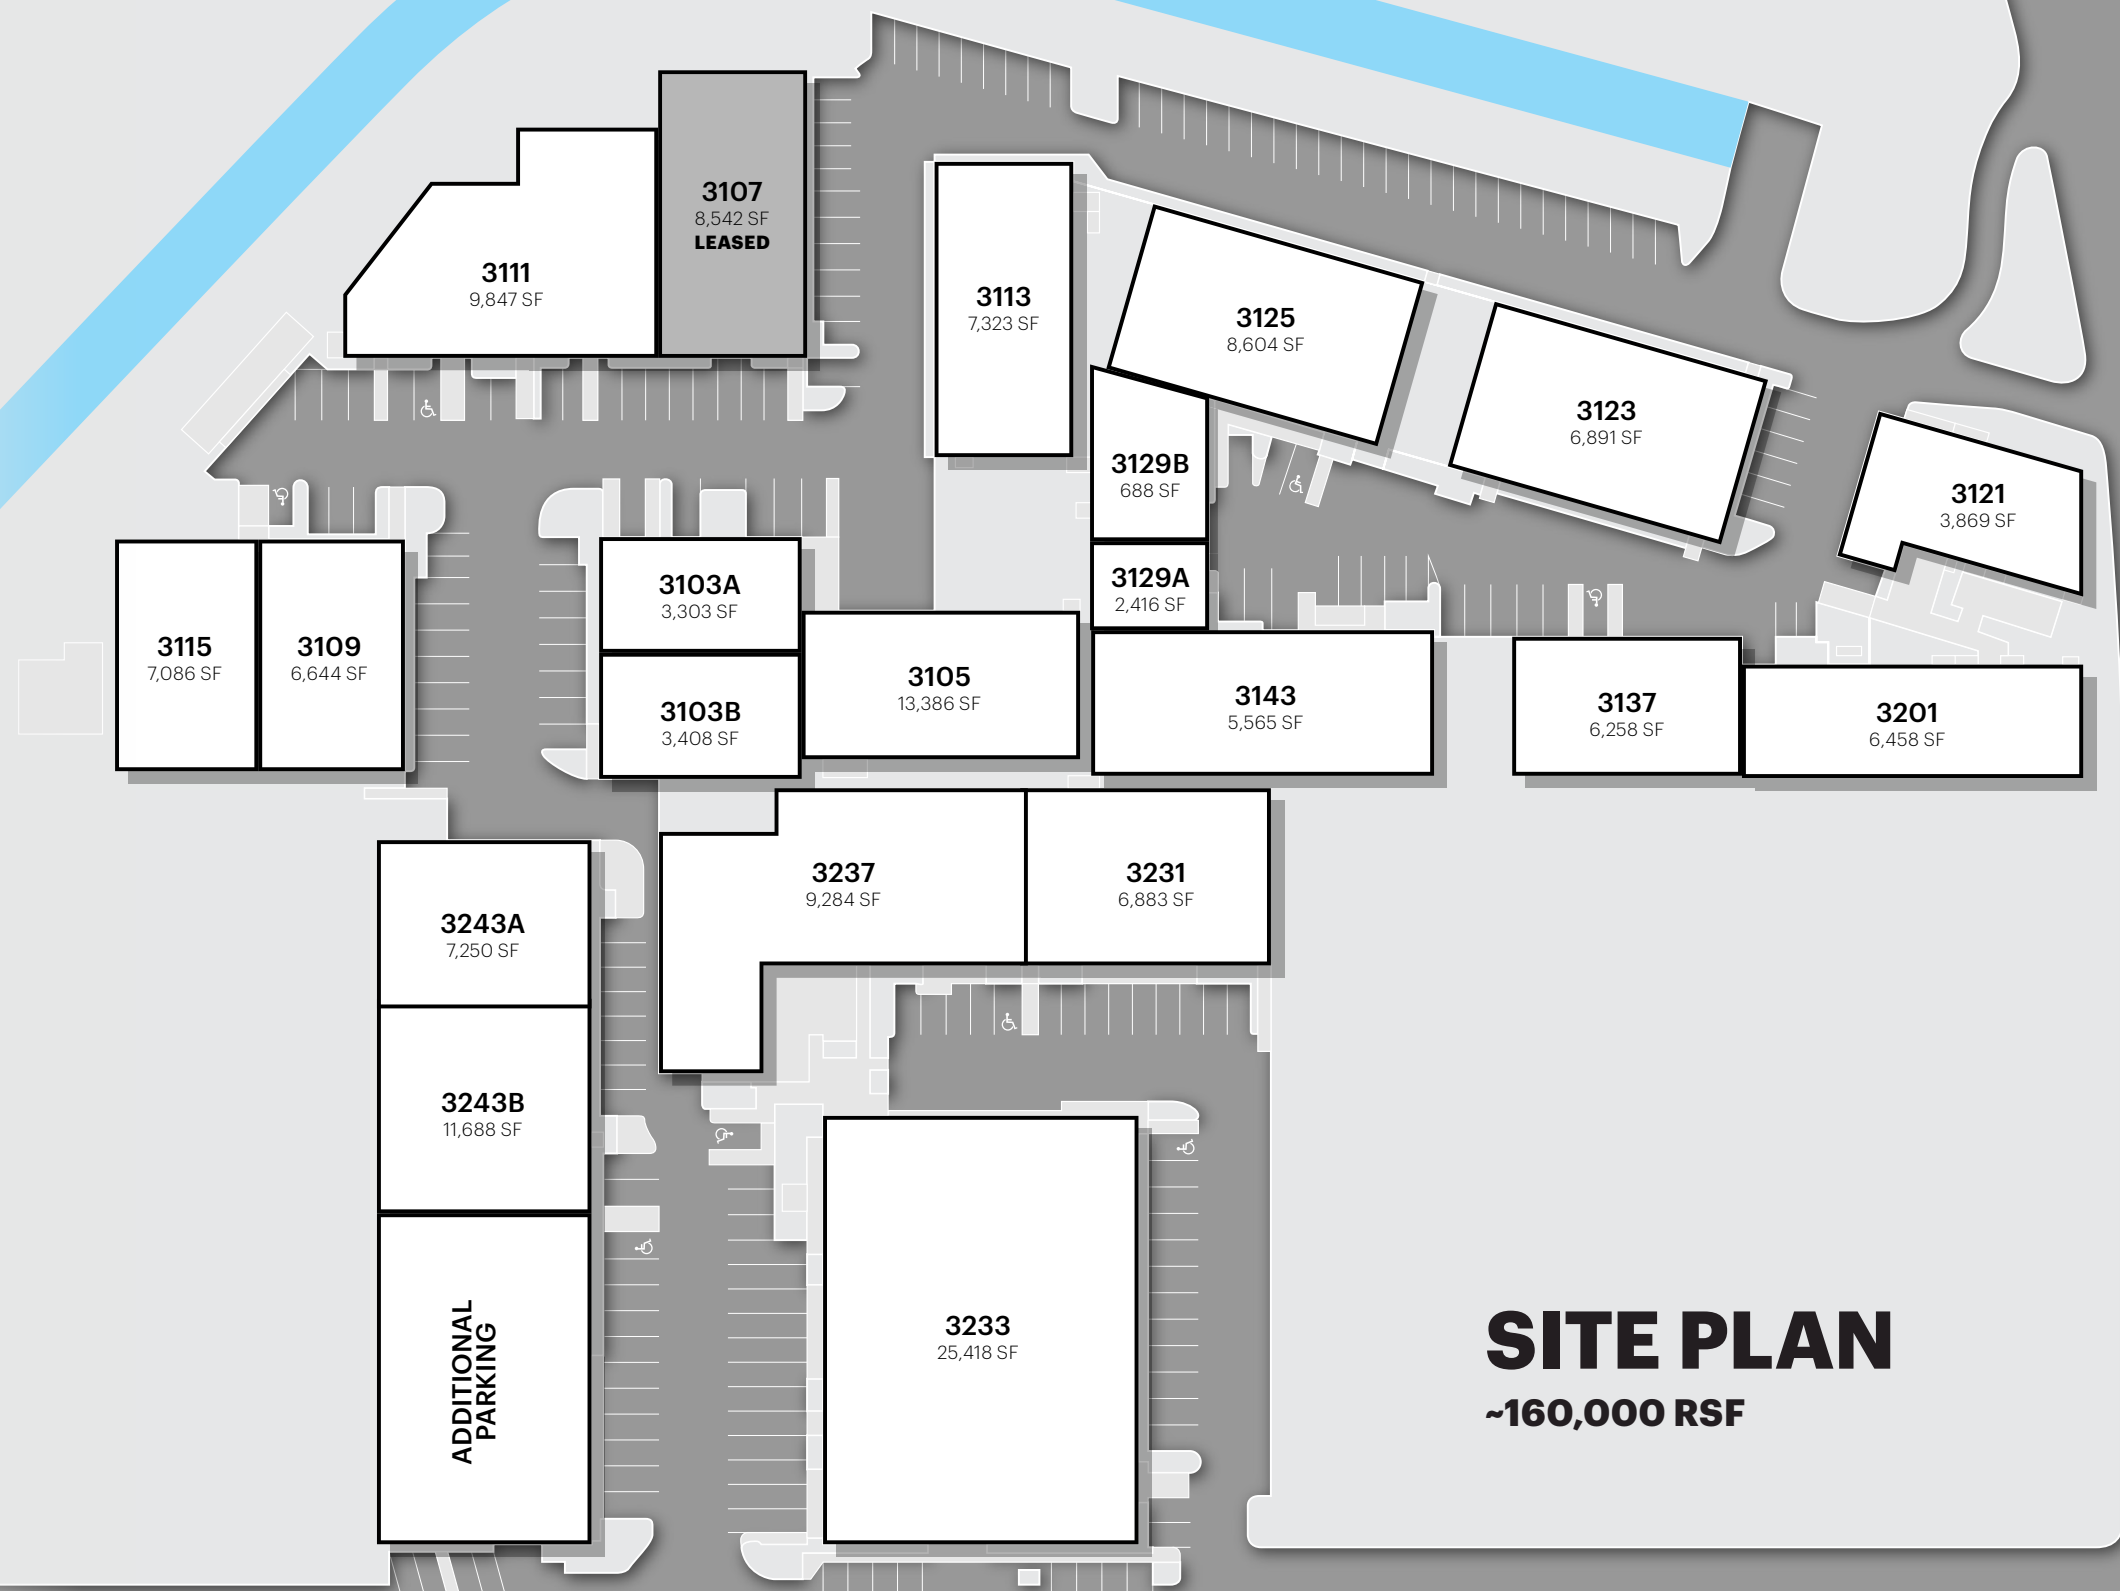 3107
8,542 SF
LEASED
3111
9,847 SF
3113
7,323 SF
3125
8,604 SF
3123
6,891 SF
3129B
688 SF
3121
3,869 SF
3129A
2,416 SF
3103A
3,303 SF
3115
7,086 SF
3109
6,644 SF
3105
13,386 SF
3103B
3,408 SF
3143
5,565 SF
3137
6,258 SF
3201
6,458 SF
3237
9,284 SF
3231
6,883 SF
3243A
7,250 SF
3243B
11,688 SF
ADDITIONAL
PARKING
3233
25,418 SF
SITE PLAN
~160,000 RSF